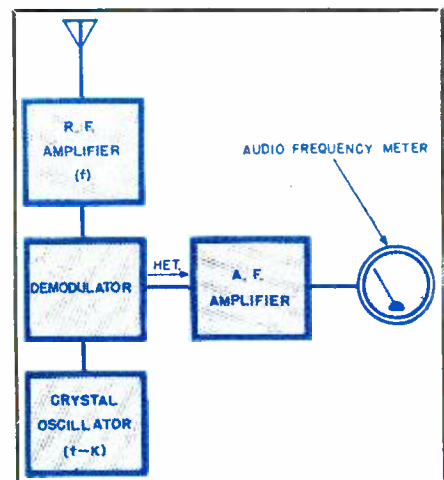 R. F.
AMPLIFIER
(f)
AUDIO FREQUENCY METER
HET.
DEMODULATOR
A. F.
AMPLIFIER
CRYSTAL
OSCILLATOR
(f-K)